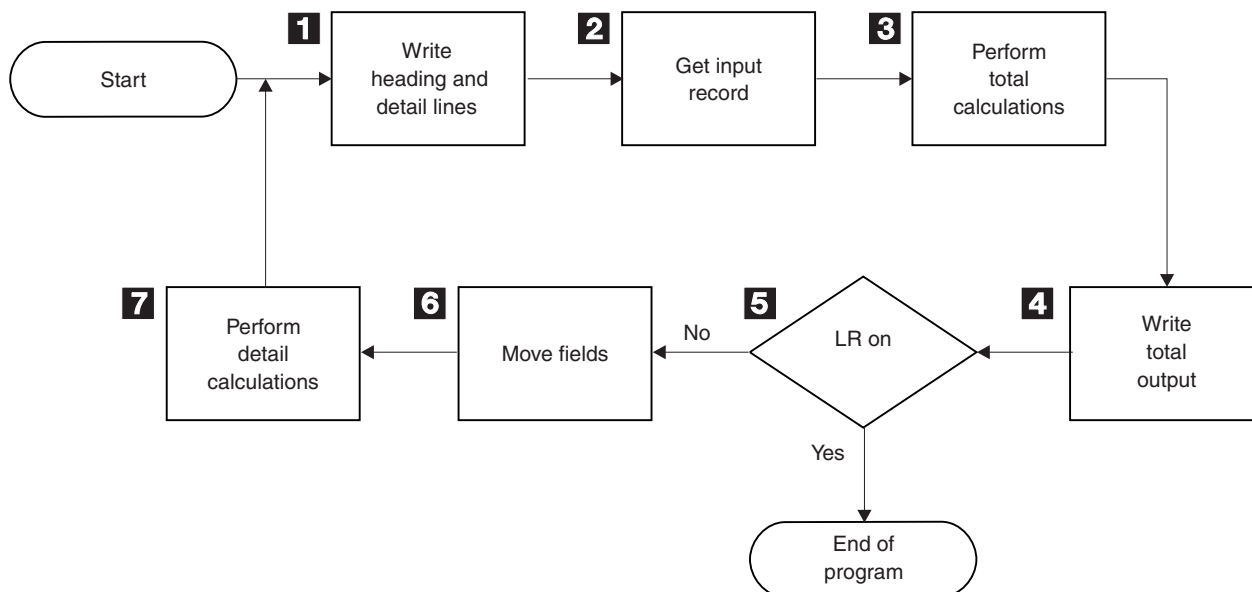 Start
1
Write
heading and
detail lines
2
Get input
record
3
Perform
total
calculations
4
Write
total
output
5
LR on
No
Yes
6
Move fields
7
Perform
detail
calculations
End of
program